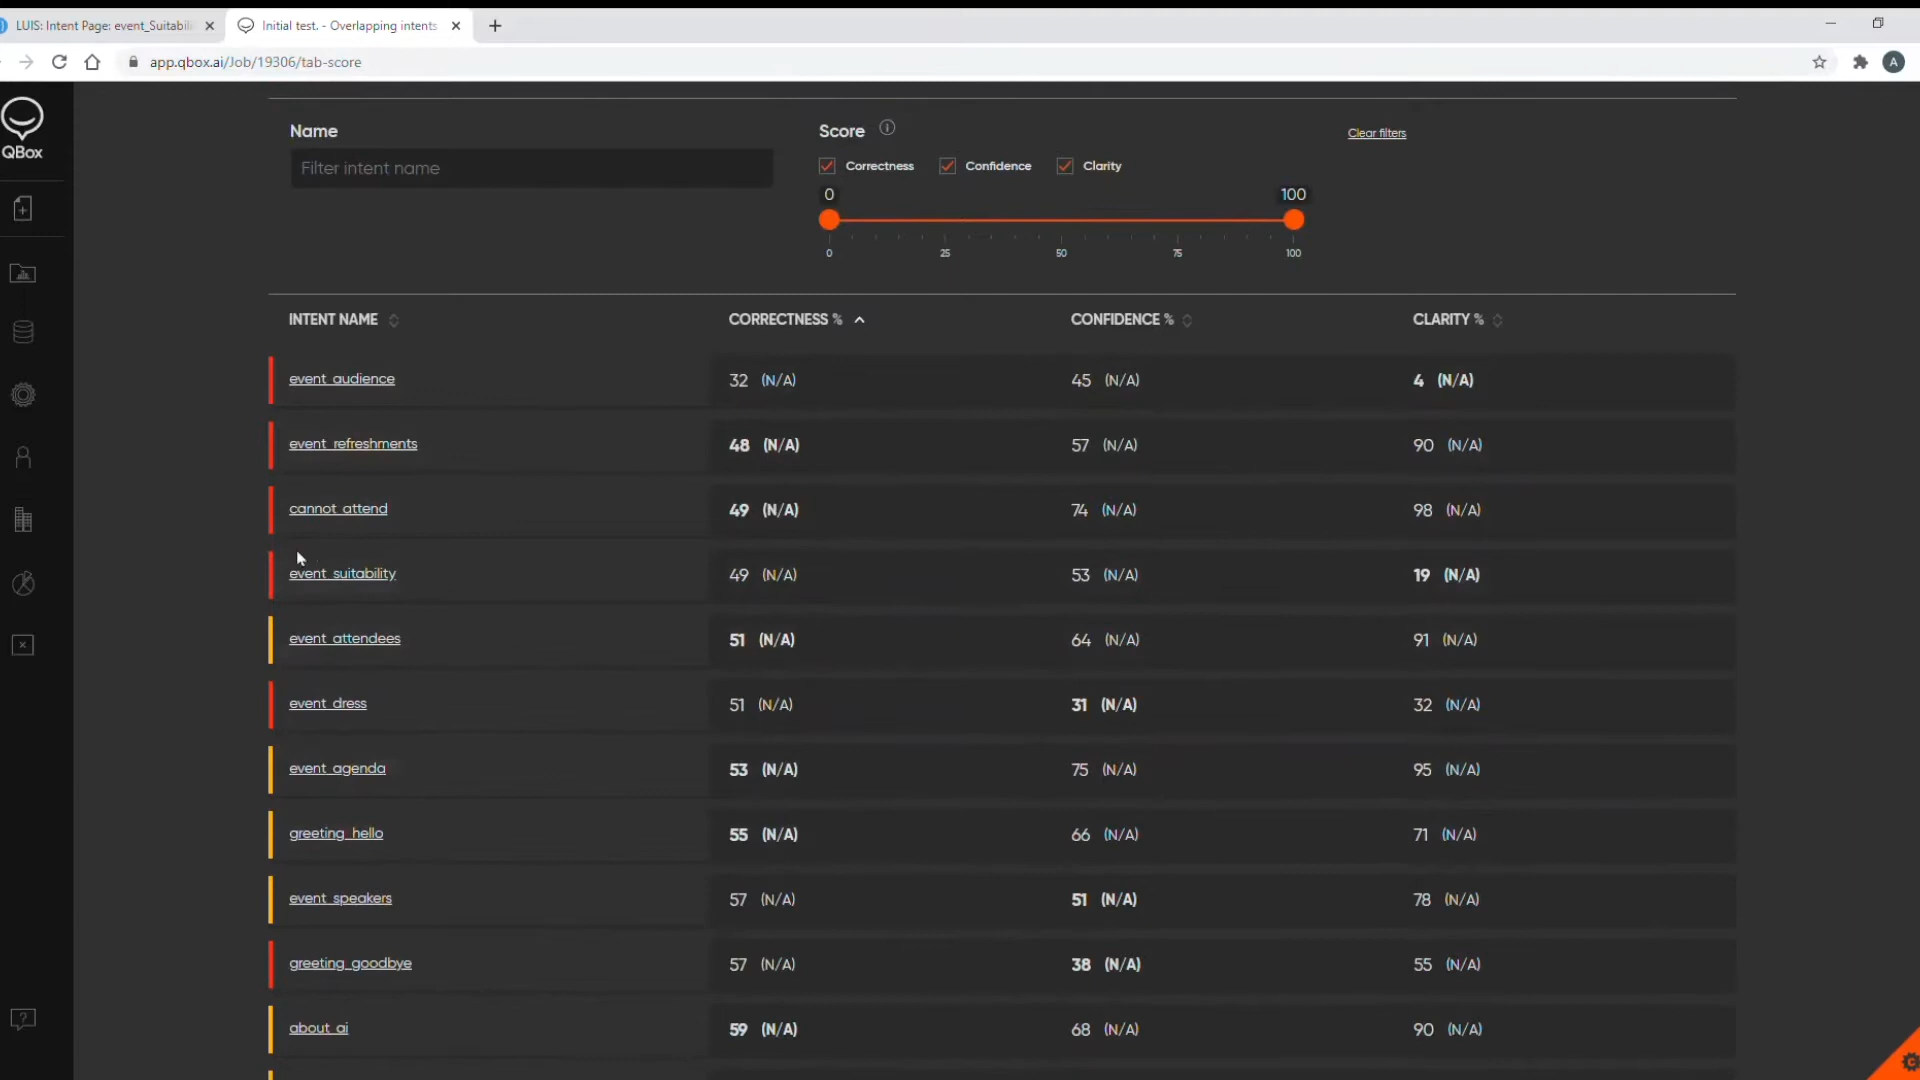 LUIS: Intent Page: event_Suitabili
Initial test. - Overlapping intents
app.qbox.ai/Job/19306/tab-score
A
QBox
Name
Filter intent name
Score
Clear filters
Correctness Confidence Clarity
0 100
0 25 50 75 100
INTENT NAME CORRECTNESS % CONFIDENCE % CLARITY %
event_audience 32 (N/A) 45 (N/A) 4 (N/A)
event_refreshments 48 (N/A) 57 (N/A) 90 (N/A)
cannot_attend 49 (N/A) 74 (N/A) 98 (N/A)
event_suitability 49 (N/A) 53 (N/A) 19 (N/A)
event_attendees 51 (N/A) 64 (N/A) 91 (N/A)
event_dress 51 (N/A) 31 (N/A) 32 (N/A)
event_agenda 53 (N/A) 75 (N/A) 95 (N/A)
greeting_hello 55 (N/A) 66 (N/A) 71 (N/A)
event_speakers 57 (N/A) 51 (N/A) 78 (N/A)
greeting_goodbye 57 (N/A) 38 (N/A) 55 (N/A)
about_ai 59 (N/A) 68 (N/A) 90 (N/A)